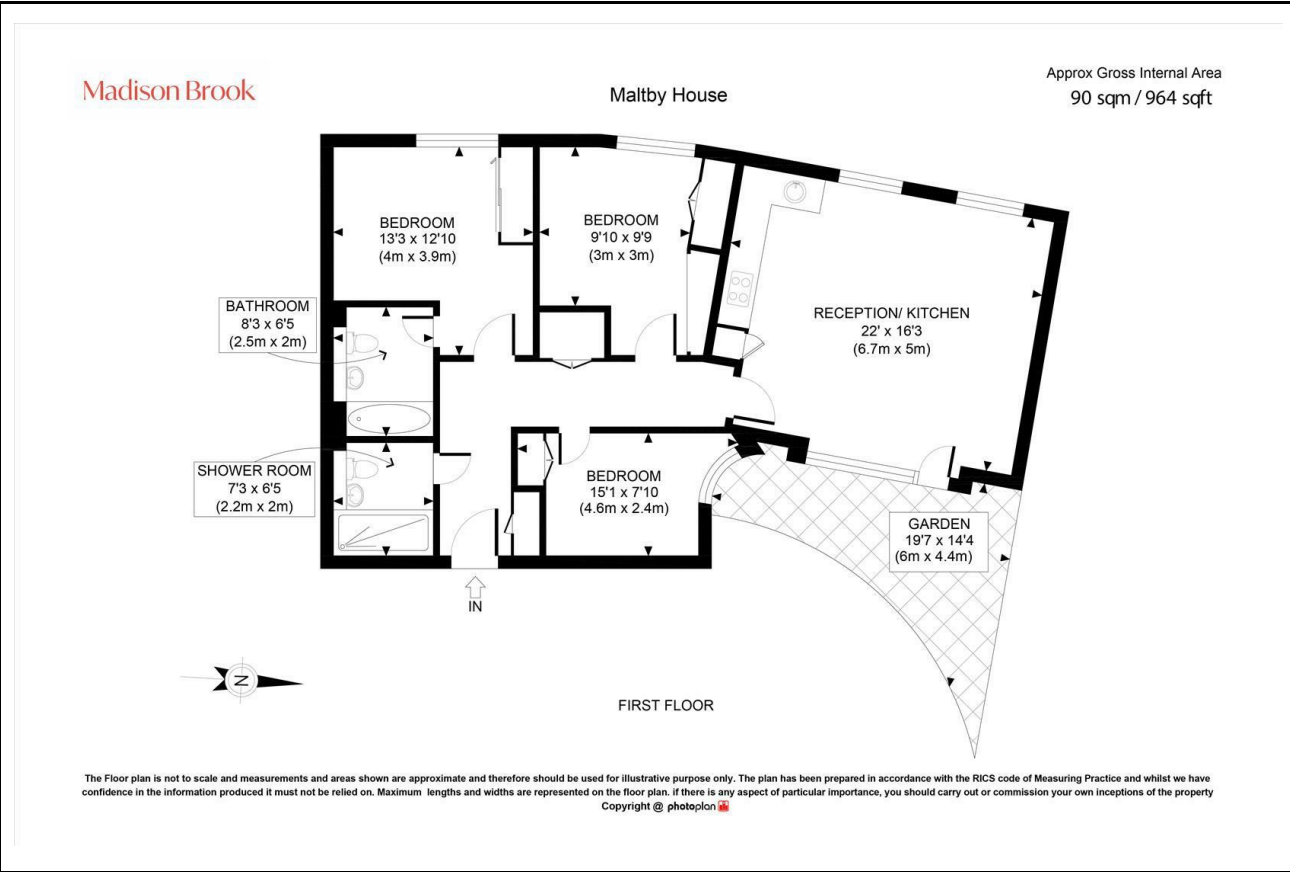 Madison Brook
Maltby House
Approx Gross Internal Area
90 sqm / 964 sqft
BEDROOM
13'3 x 12'10
(4m x 3.9m)
BEDROOM
9'10 x 9'9
(3m x 3m)
BATHROOM
8'3 x 6'5
(2.5m x 2m)
RECEPTION/ KITCHEN
22' x 16'3
(6.7m x 5m)
SHOWER ROOM
7'3 x 6'5
(2.2m x 2m)
BEDROOM
15'1 x 7'10
(4.6m x 2.4m)
GARDEN
19'7 x 14'4
(6m x 4.4m)
IN
N
FIRST FLOOR
The Floor plan is not to scale and measurements and areas shown are approximate and therefore should be used for illustrative purpose only. The plan has been prepared in accordance with the RICS code of Measuring Practice and whilst we have
confidence in the information produced it must not be relied on. Maximum lengths and widths are represented on the floor plan. if there is any aspect of particular importance, you should carry out or commission your own inceptions of the property
Copyright @ photoplan